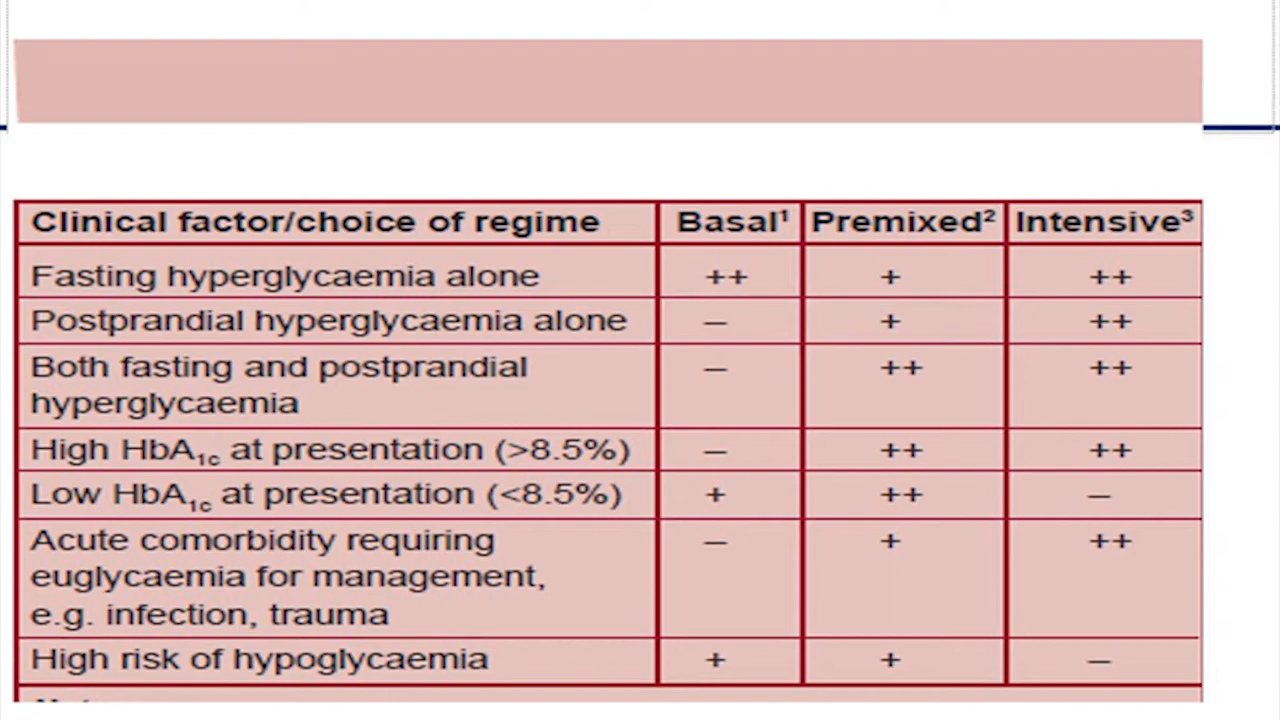 Clinical factor/choice of regime Basal¹ Premixed² Intensive³
Fasting hyperglycaemia alone ++ + ++
Postprandial hyperglycaemia alone – + ++
Both fasting and postprandial – ++ ++
hyperglycaemia
High HbA₁c at presentation (>8.5%) – ++ ++
Low HbA₁c at presentation (<8.5%) + ++ –
Acute comorbidity requiring – + ++
euglycaemia for management,
e.g. infection, trauma
High risk of hypoglycaemia + + –